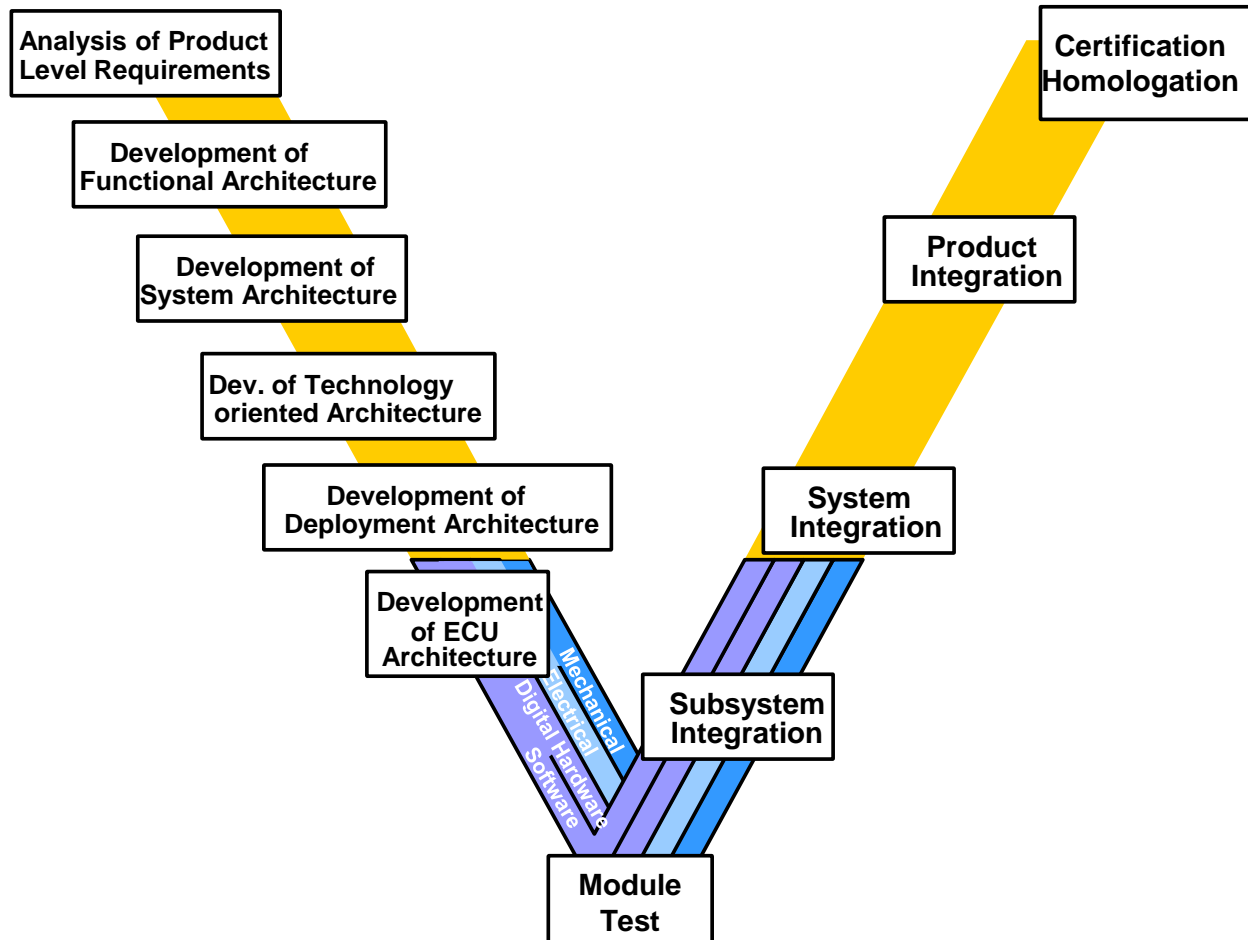 Analysis of Product
Level Requirements
Development of
Functional Architecture
Development of
System Architecture
Dev. of Technology
oriented Architecture
Development of
Deployment Architecture
Development
of ECU
Architecture
Mechanical
Electrical
Digital Hardware
Software
Module
Test
Subsystem
Integration
System
Integration
Product
Integration
Certification
Homologation